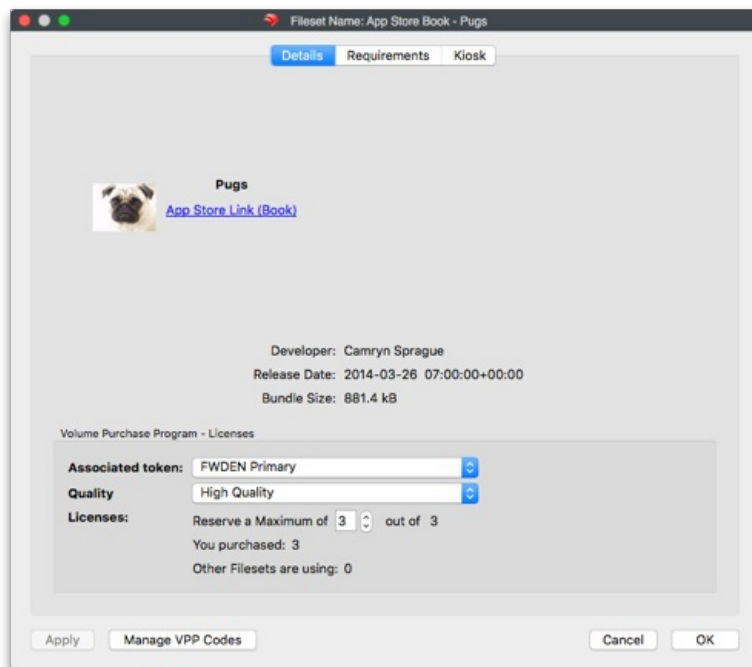 Fileset Name: App Store Book - Pugs
Details Requirements Kiosk
Pugs
App Store Link (Book)
Developer: Camryn Sprague
Release Date: 2014-03-26 07:00:00+00:00
Bundle Size: 881.4 kB
Volume Purchase Program - Licenses
Associated token: FWDEN Primary
Quality High Quality
Licenses: Reserve a Maximum of 3 out of 3
You purchased: 3
Other Filesets are using: 0
Apply Manage VPP Codes Cancel OK